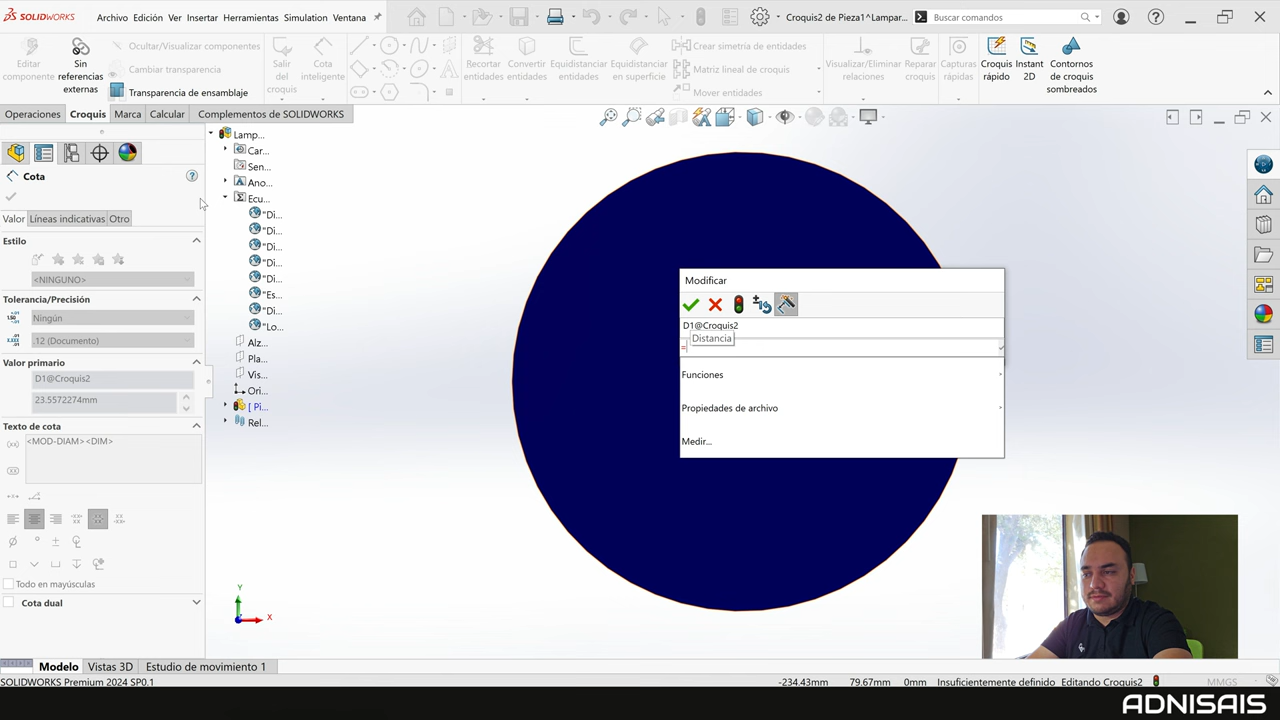 SOLIDWORKS
Archivo Edición Ver Insertar Herramientas Simulation Ventana
Croquis2 de Pieza1^Lampar...
Buscar comandos
Editar componente
Sin referencias externas
Ocultar/Visualizar componentes
Cambiar transparencia
Transparencia de ensamblaje
Salir del croquis
Cota inteligente
Recortar entidades
Convertir entidades
Equidistanciar entidades
Equidistanciar en superficie
Crear simetría de entidades
Matriz lineal de croquis
Mover entidades
Visualizar/Eliminar relaciones
Reparar croquis
Capturas rápidas
Croquis rápido
Instant 2D
Contornos de croquis sombreados
Operaciones Croquis Marca Calcular Complementos de SOLIDWORKS
Cota
Valor Líneas indicativas Otro
Estilo
<NINGUNO>
Tolerancia/Precisión
Ningún
.12 (Documento)
Valor primario
D1@Croquis2
23.5572274mm
Texto de cota
<MOD-DIAM><DIM>
Todo en mayúsculas
Cota dual
Lamp...
Car...
Sen...
Ano...
Ecu...
"Di...
"Di...
"Di...
"Di...
"Di...
"Es...
"Di...
"Lo...
Alz...
Pla...
Vis...
Ori...
[ Pi...
Rel...
Modificar
D1@Croquis2
Distancia
=
Funciones
Propiedades de archivo
Medir...
Y
X
Modelo Vistas 3D Estudio de movimiento 1
SOLIDWORKS Premium 2024 SP0.1
-234.43mm 79.67mm 0mm Insuficientemente definido Editando Croquis2 MMGS
ADNISAIS